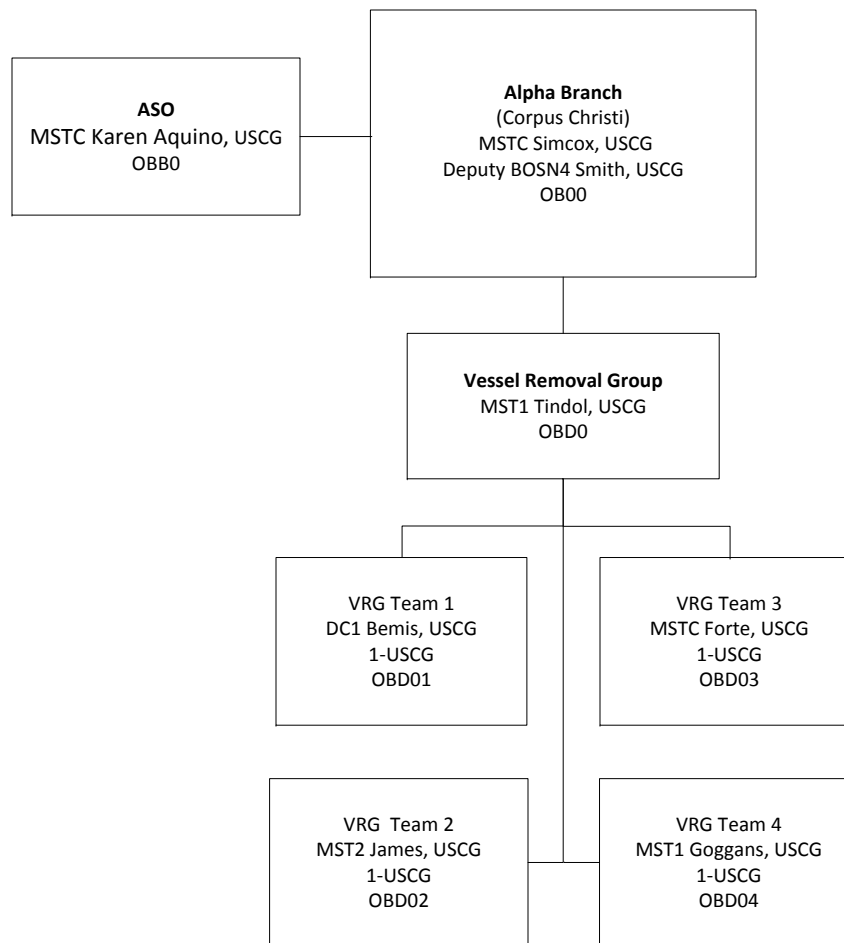 ASO
MSTC Karen Aquino, USCG
OBB0
Alpha Branch
(Corpus Christi)
MSTC Simcox, USCG
Deputy BOSN4 Smith, USCG
OB00
Vessel Removal Group
MST1 Tindol, USCG
OBD0
VRG Team 1
DC1 Bemis, USCG
1-USCG
OBD01
VRG Team 3
MSTC Forte, USCG
1-USCG
OBD03
VRG  Team 2
MST2 James, USCG
1-USCG
OBD02
VRG Team 4
MST1 Goggans, USCG
1-USCG
OBD04